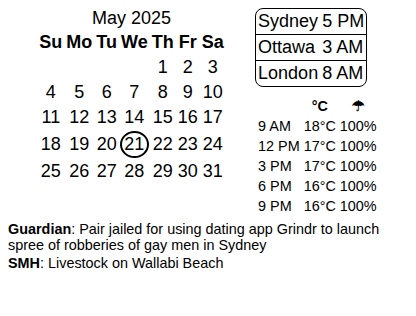 May 2025
Su Mo Tu We Th Fr Sa
1 2 3
4 5 6 7 8 9 10
11 12 13 14 15 16 17
18 19 20 21 22 23 24
25 26 27 28 29 30 31
Sydney 5 PM
Ottawa 3 AM
London 8 AM
°C ☂
9 AM 18°C 100%
12 PM 17°C 100%
3 PM 17°C 100%
6 PM 16°C 100%
9 PM 16°C 100%
Guardian: Pair jailed for using dating app Grindr to launch
spree of robberies of gay men in Sydney
SMH: Livestock on Wallabi Beach